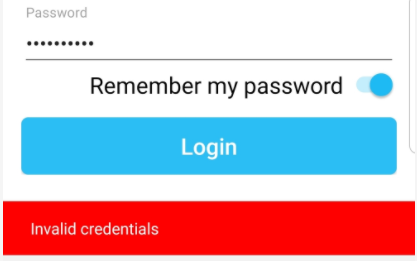 Password
••••••••••
Remember my password
Login
Invalid credentials